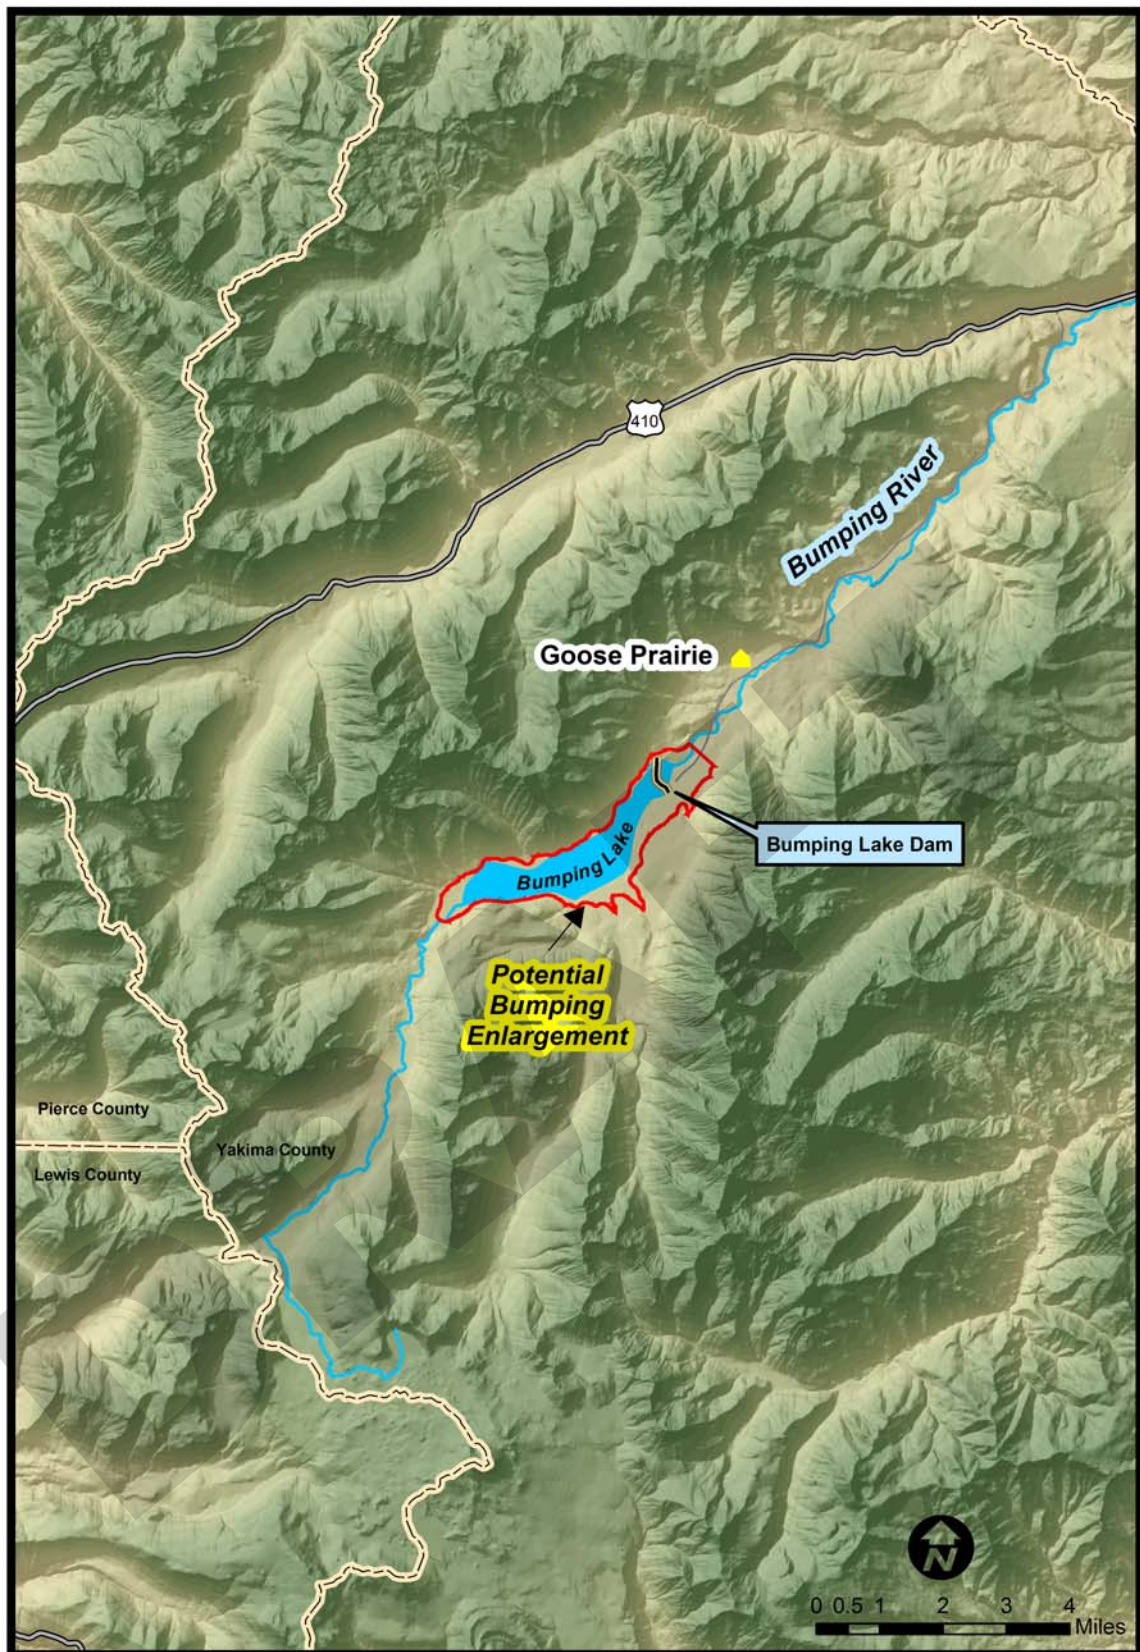 410
Bumping River
Goose Prairie
Bumping Lake Dam
Bumping Lake
Potential
Bumping
Enlargement
Pierce County
Yakima County
Lewis County
N
0 0.5 1 2 3 4
Miles